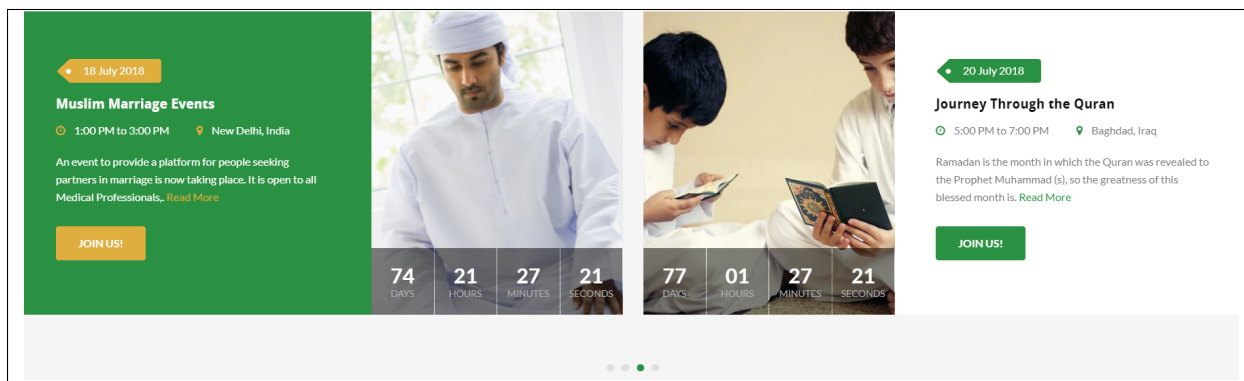 18 July 2018
Muslim Marriage Events
1:00 PM to 3:00 PM New Delhi, India
An event to provide a platform for people seeking
partners in marriage is now taking place. It is open to all
Medical Professionals,. Read More
JOIN US!
74 21 27 21
DAYS HOURS MINUTES SECONDS
77 01 27 21
DAYS HOURS MINUTES SECONDS
20 July 2018
Journey Through the Quran
5:00 PM to 7:00 PM Baghdad, Iraq
Ramadan is the month in which the Quran was revealed to
the Prophet Muhammad (s), so the greatness of this
blessed month is. Read More
JOIN US!